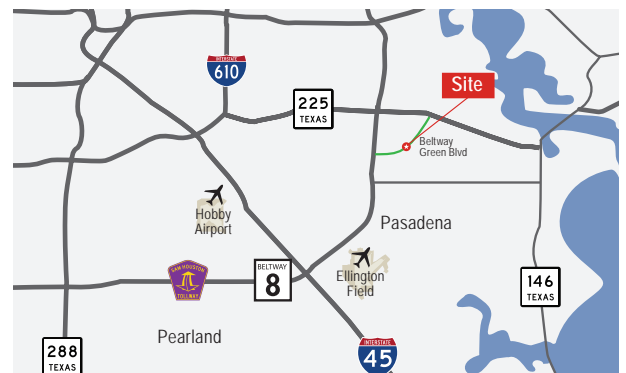 INTERSTATE
610
225
TEXAS
Site
Beltway
Green Blvd
Hobby
Airport
Pasadena
SAM HOUSTON
TOLLWAY
BELTWAY
8
Ellington
Field
146
TEXAS
Pearland
288
TEXAS
INTERSTATE
45